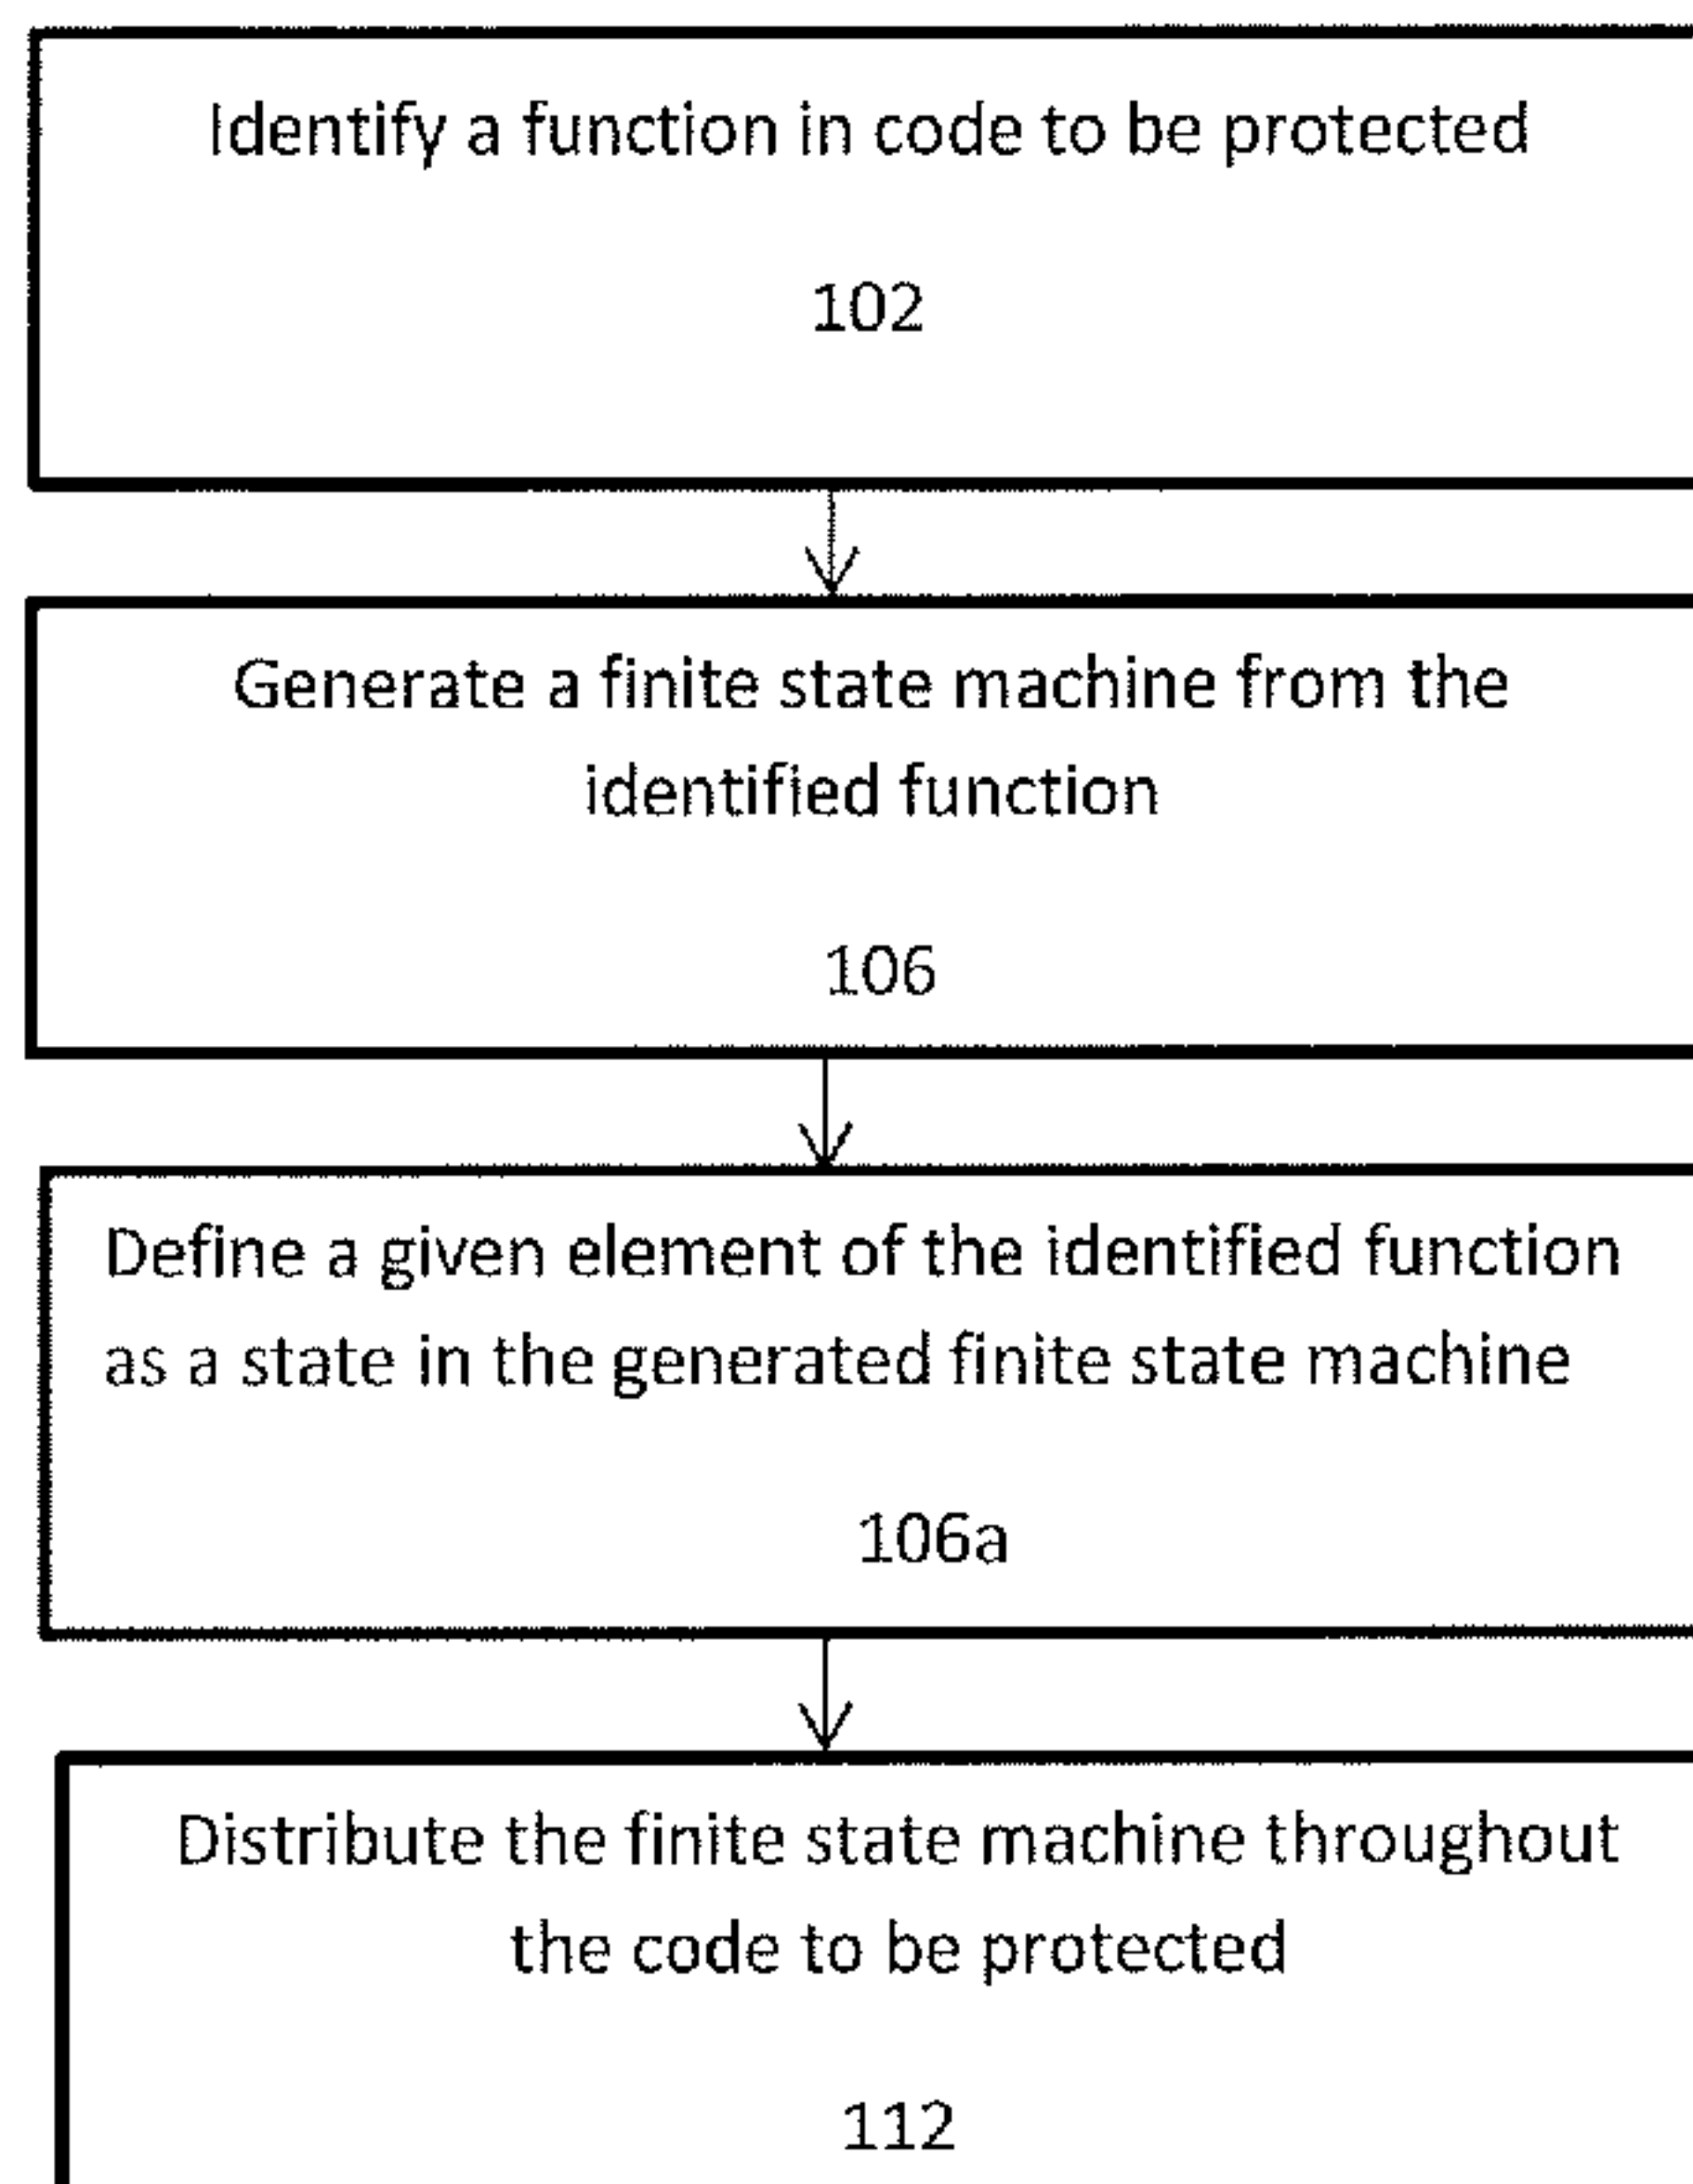 Identify a function in code to be protected
102
Generate a finite state machine from the
identified function
106
Define a given element of the identified function
as a state in the generated finite state machine
106a
Distribute the finite state machine throughout
the code to be protected
112